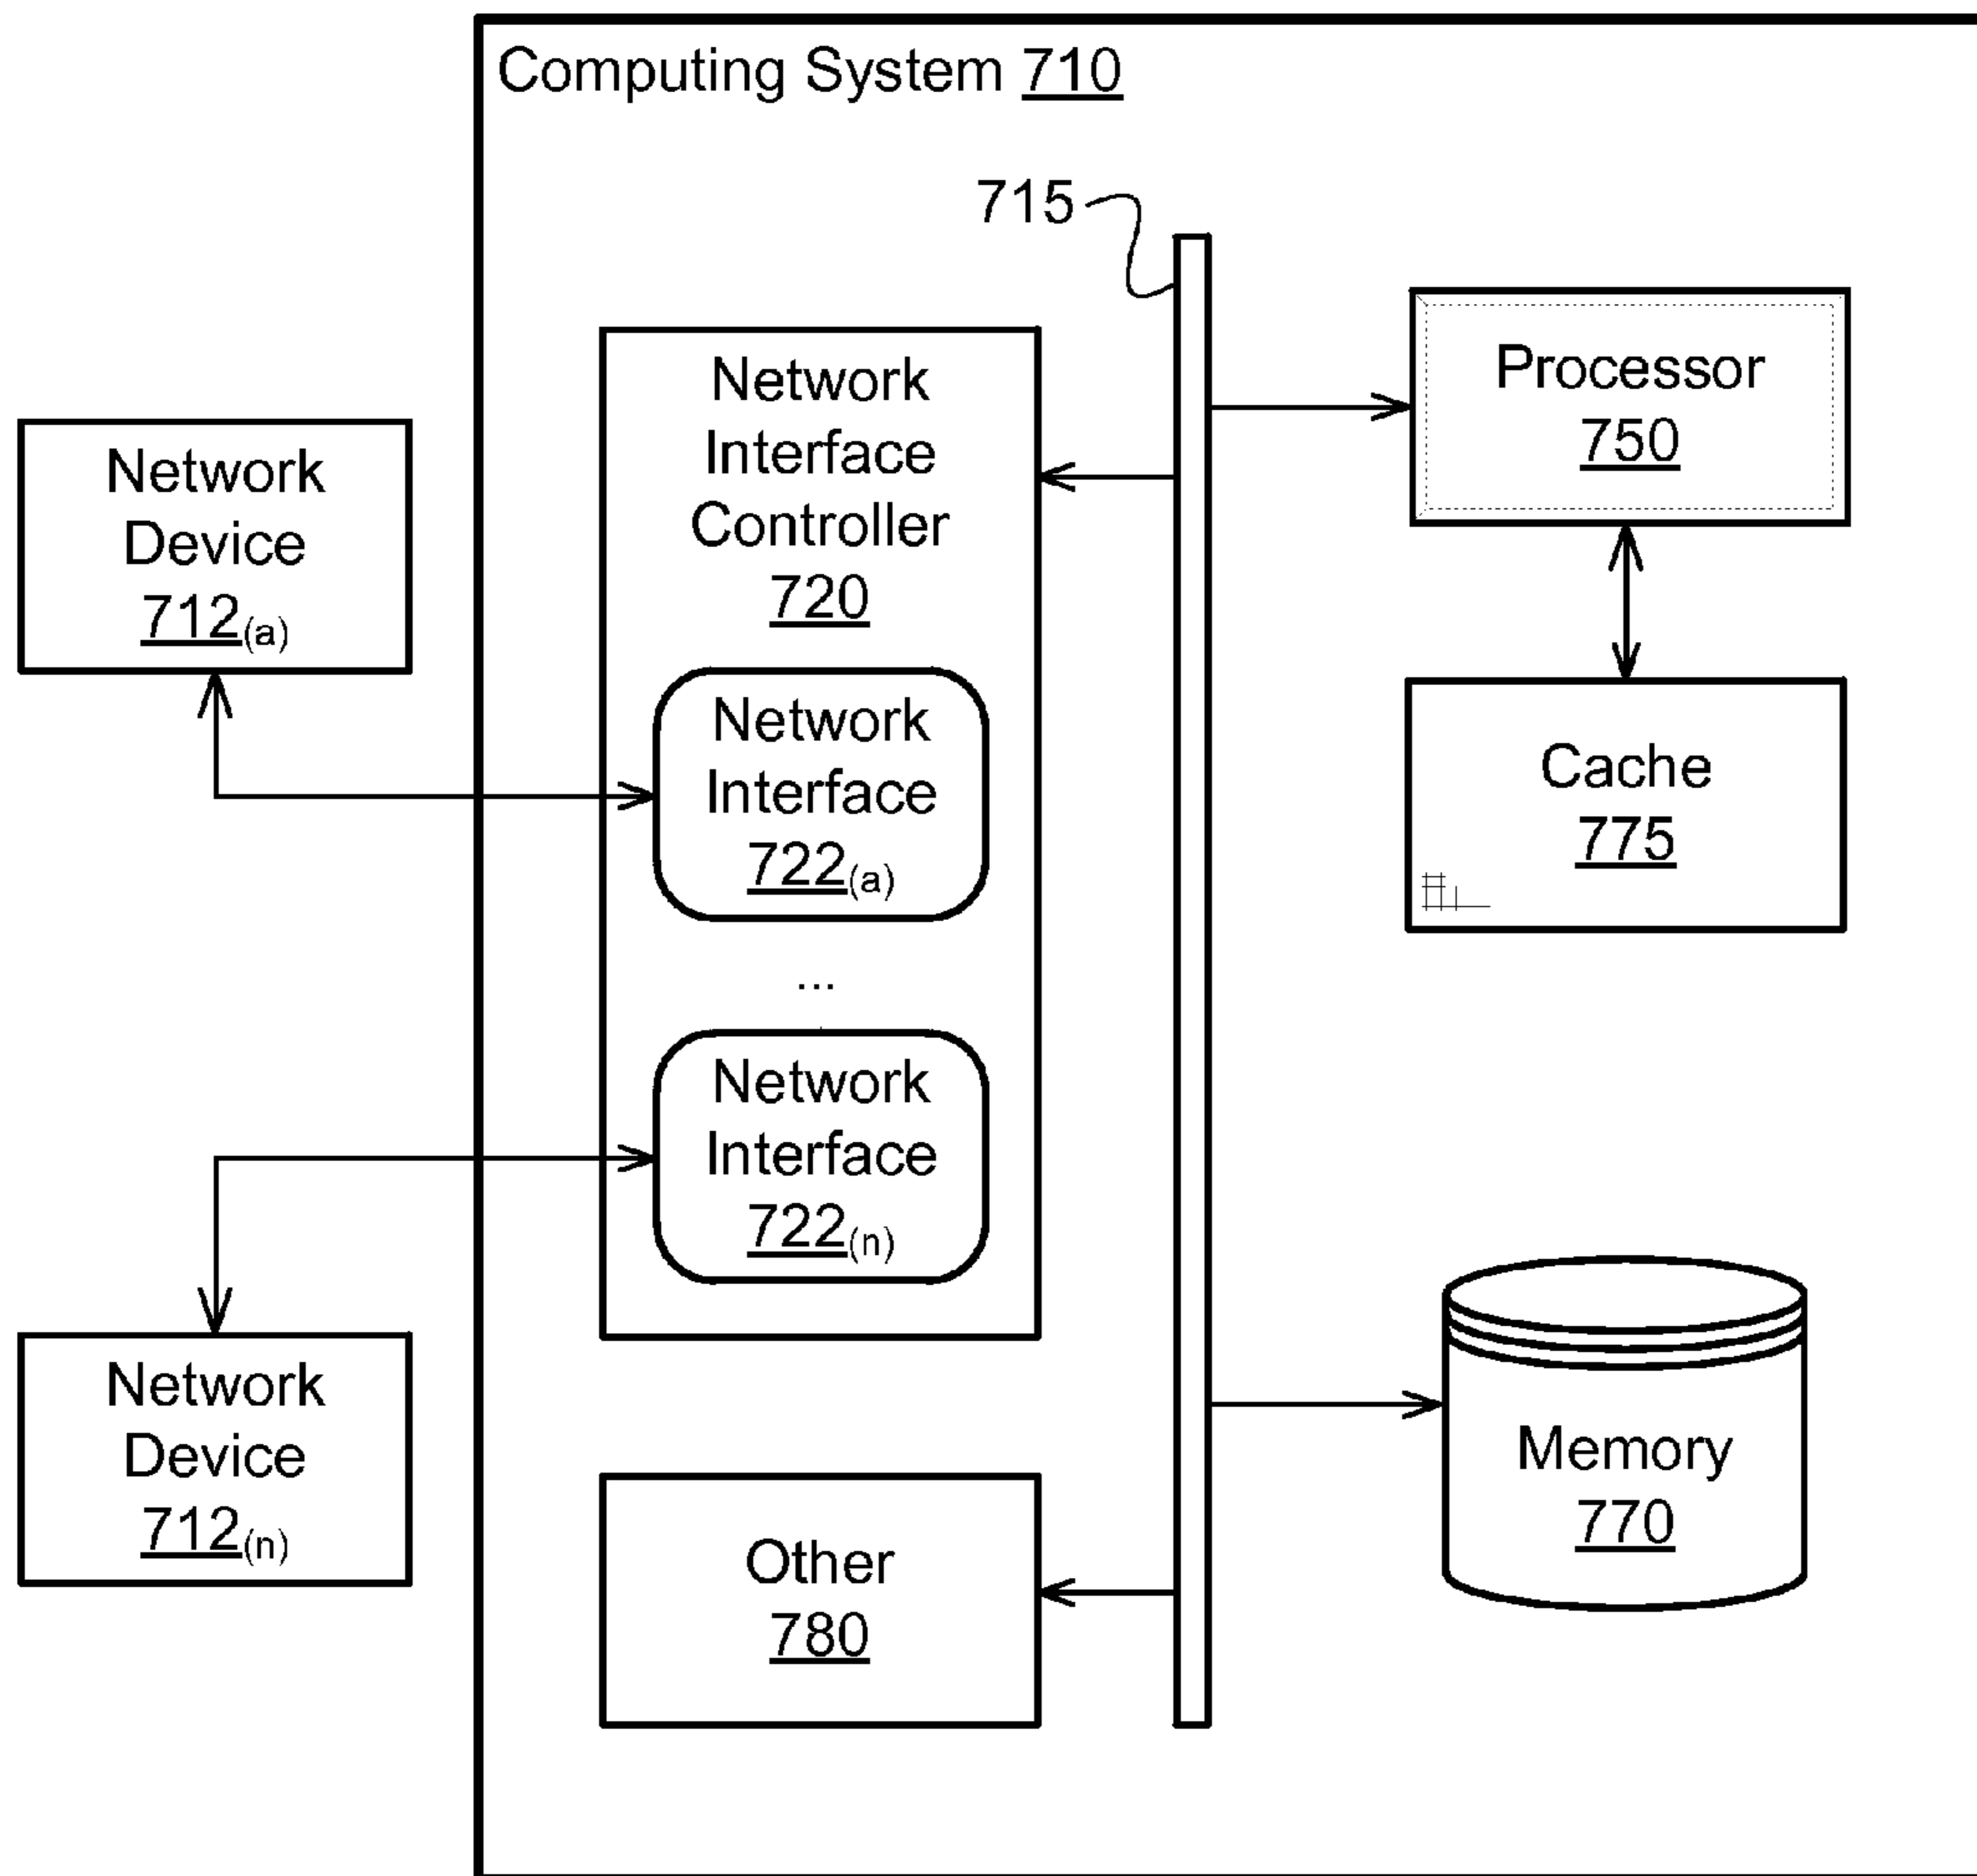 Computing System 710
715
Network
Interface
Controller
720
Processor
750
Network
Device
712(a)
Network
Interface
722(a)
Cache
775
...
Network
Interface
722(n)
Network
Device
712(n)
Memory
770
Other
780